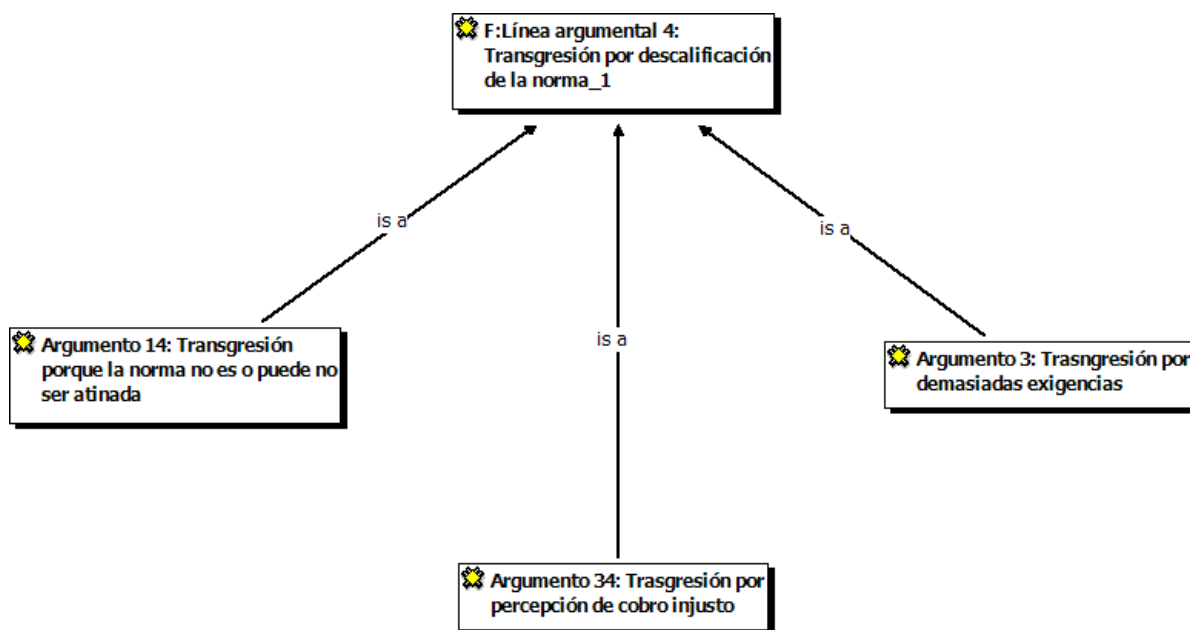 F:Línea argumental 4:
Transgresión por descalificación
de la norma_1
is a
is a
is a
Argumento 14: Transgresión
porque la norma no es o puede no
ser atinada
Argumento 3: Trasngresión por
demasiadas exigencias
Argumento 34: Trasgresión por
percepción de cobro injusto